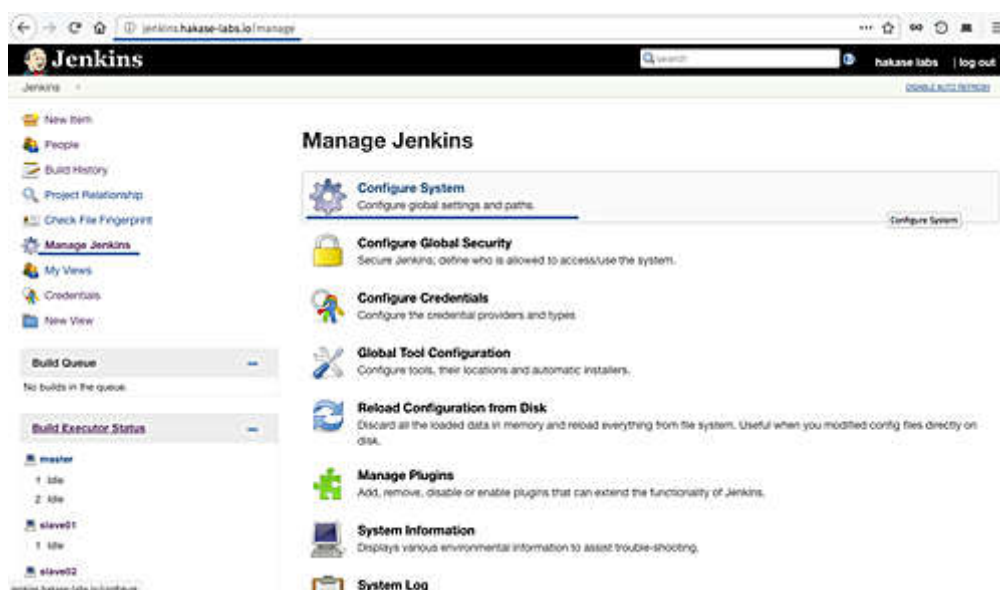 jenkins.hakase-labs.io/manage
Jenkins
search
hakase labs | log out
Jenkins
DISABLE AUTO REFRESH
New Item
People
Build History
Project Relationship
Check File Fingerprint
Manage Jenkins
My Views
Credentials
New View
Build Queue
No builds in the queue.
Build Executor Status
master
1 Idle
2 Idle
slave01
1 Idle
slave02
jenkins.hakase-labs.io/configure
Manage Jenkins
Configure System
Configure global settings and paths.
Configure System
Configure Global Security
Secure Jenkins; define who is allowed to access/use the system.
Configure Credentials
Configure the credential providers and types
Global Tool Configuration
Configure tools, their locations and automatic installers.
Reload Configuration from Disk
Discard all the loaded data in memory and reload everything from file system. Useful when you modified config files directly on
disk.
Manage Plugins
Add, remove, disable or enable plugins that can extend the functionality of Jenkins.
System Information
Displays various environmental information to assist trouble-shooting.
System Log